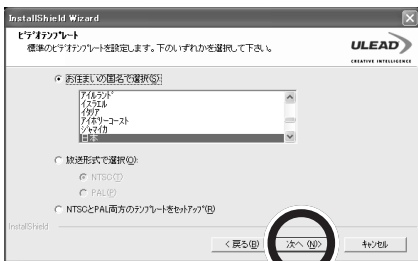 InstallShield Wizard
ビデオテンプレート
標準のビデオテンプレートを設定します。下のいずれかを選択して下さい。
ULEAD
CREATIVE INTELLIGENCE
お住まいの国名で選択(S):
アイルランド
イスラエル
イタリア
アイボリーコースト
ジャマイカ
日本
放送形式で選択(O):
NTSC(T)
PAL(P)
NTSCとPAL両方のテンプレートをセットアップ(R)
InstallShield
< 戻る(B)
次へ (N)>
キャンセル